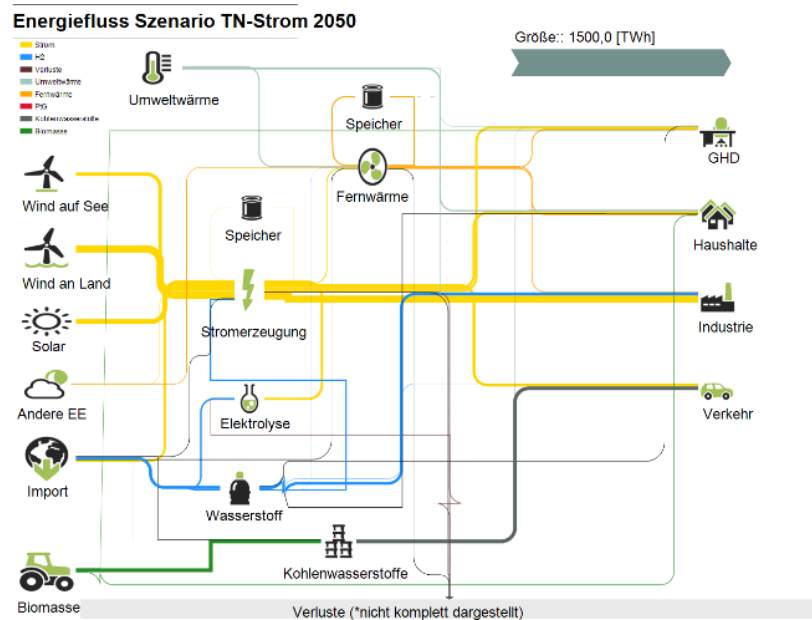 Energiefluss Szenario TN-Strom 2050
Strom
H2
Verluste
Umweltwärme
Fernwärme
PtG
Kohlenwasserstoffe
Biomasse
Größe:: 1500,0 [TWh]
Umweltwärme
Speicher
GHD
Fernwärme
Wind auf See
Speicher
Haushalte
Wind an Land
Stromerzeugung
Industrie
Solar
Andere EE
Elektrolyse
Verkehr
Import
Wasserstoff
Kohlenwasserstoffe
Biomasse
Verluste (*nicht komplett dargestellt)